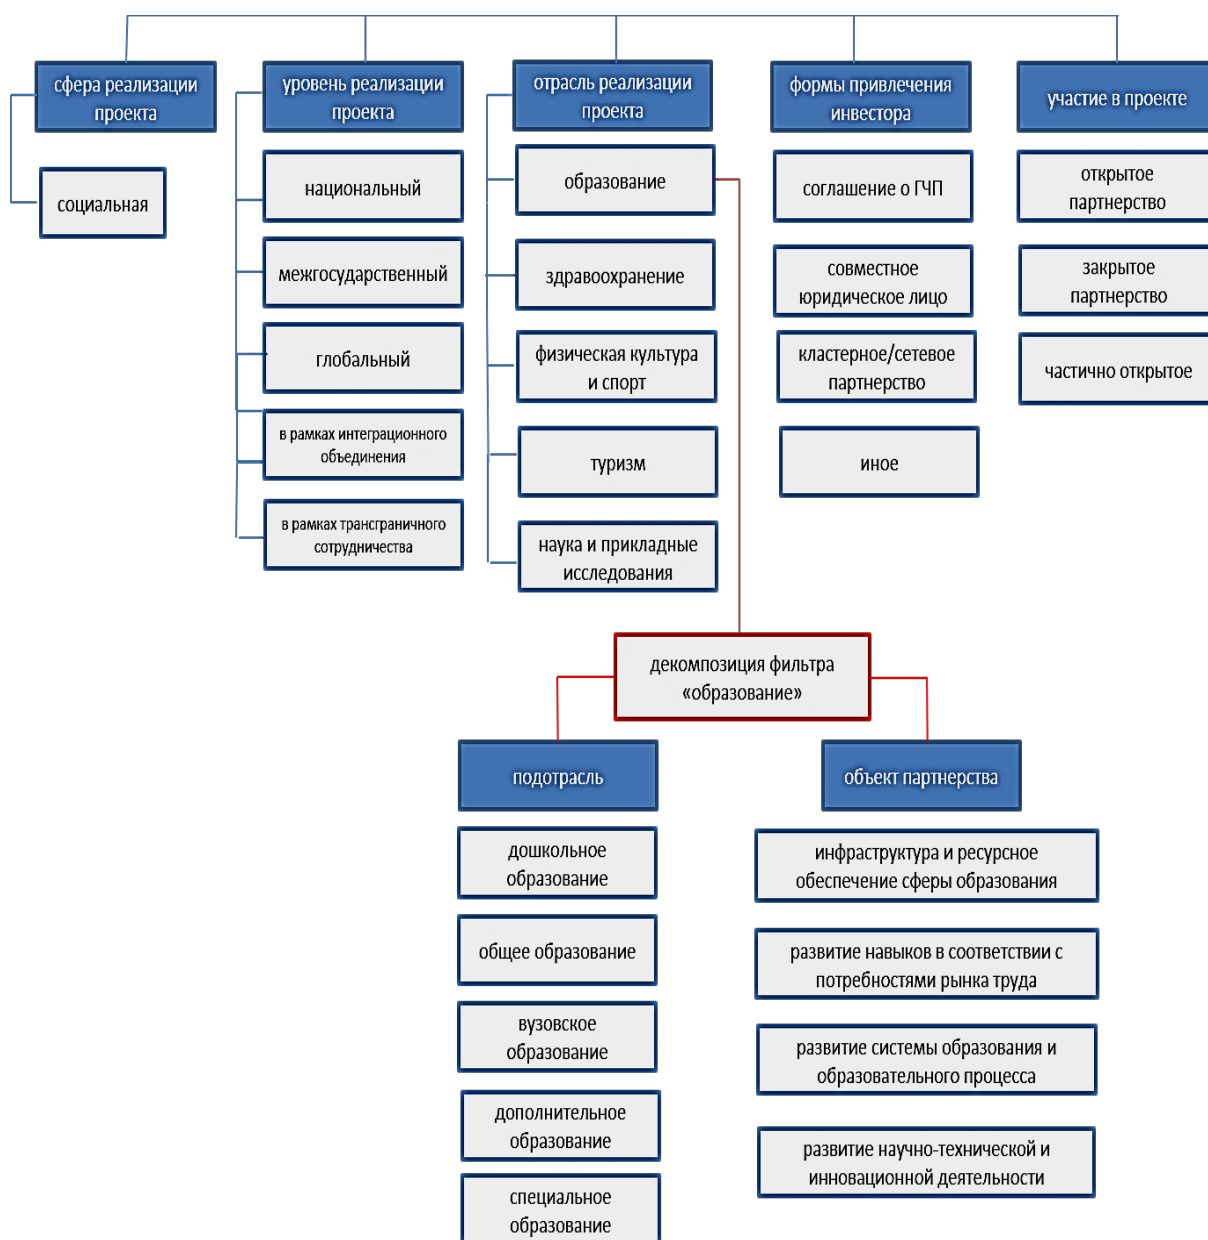 сфера реализации
проекта
социальная
уровень реализации
проекта
национальный
межгосударственный
глобальный
в рамках интеграционного
объединения
в рамках трансграничного
сотрудничества
отрасль реализации
проекта
образование
здравоохранение
физическая культура
и спорт
туризм
наука и прикладные
исследования
формы привлечения
инвестора
соглашение о ГЧП
совместное
юридическое лицо
кластерное/сетевое
партнерство
иное
участие в проекте
открытое
партнерство
закрытое
партнерство
частично открытое
декомпозиция фильтра
«образование»
подотрасль
дошкольное
образование
общее образование
вузовское
образование
дополнительное
образование
специальное
образование
объект партнерства
инфраструктура и ресурсное
обеспечение сферы образования
развитие навыков в соответствии с
потребностями рынка труда
развитие системы образования и
образовательного процесса
развитие научно-технической и
инновационной деятельности